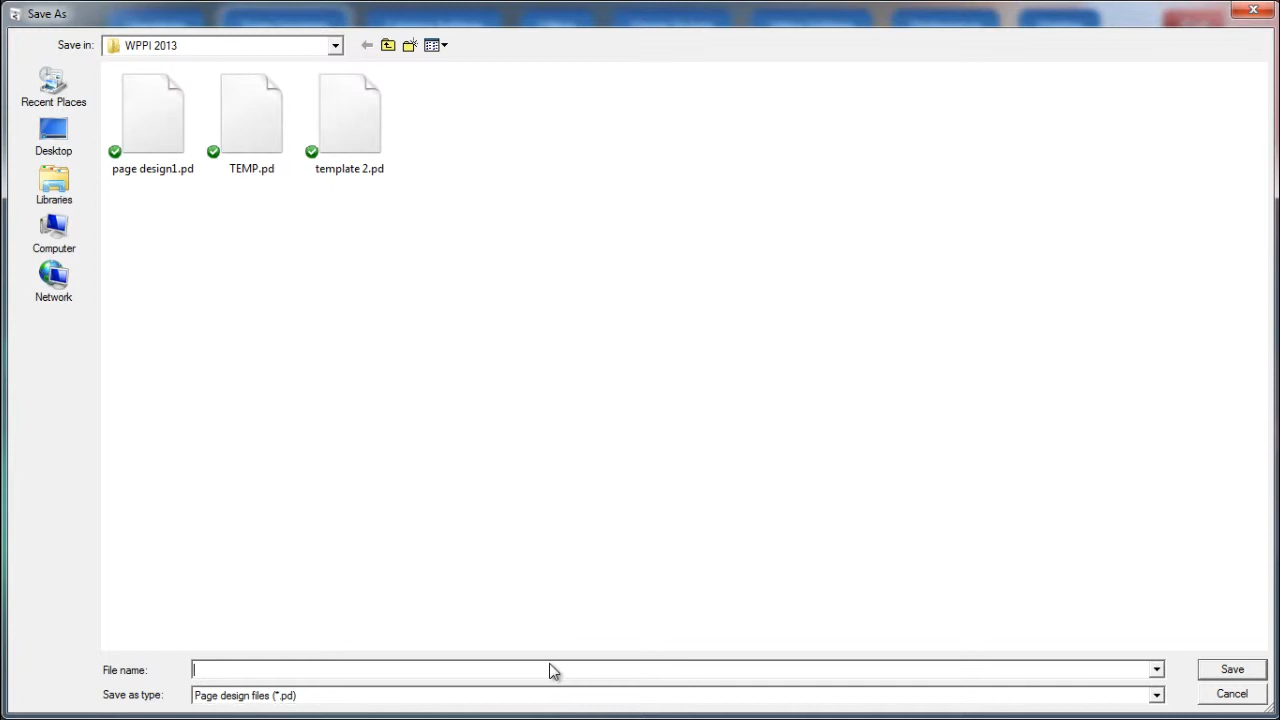 Save As
Save in: WPPI 2013
Recent Places
Desktop
Libraries
Computer
Network
page design1.pd
TEMP.pd
template 2.pd
File name:
Save
Save as type: Page design files (*.pd)
Cancel